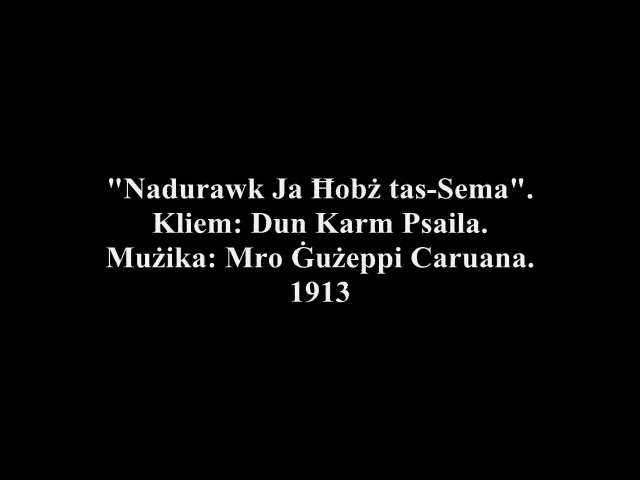 "Nadurawk Ja Ħobż tas-Sema".
Kliem: Dun Karm Psaila.
Mużika: Mro Ġużeppi Caruana.
1913